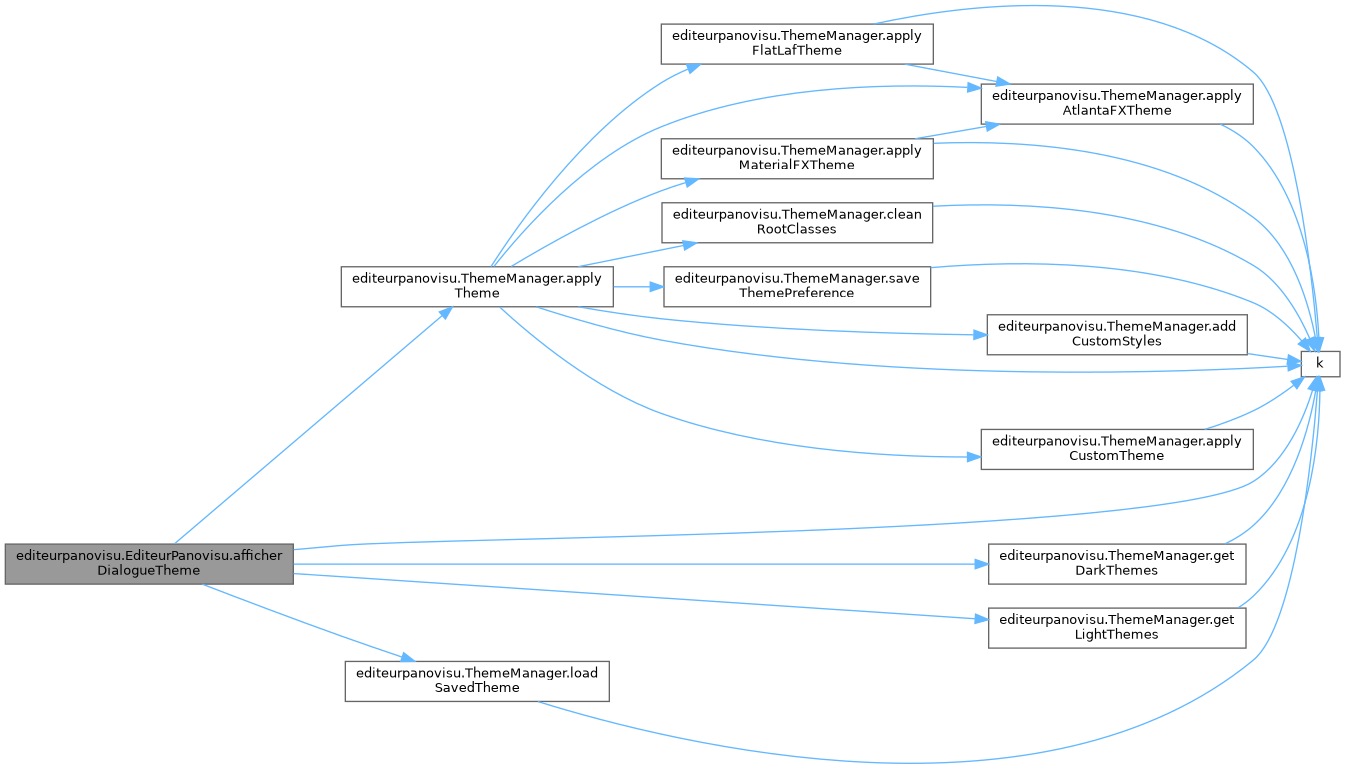 editeurpanovisu.ThemeManager.apply
FlatLafTheme
editeurpanovisu.ThemeManager.apply
AtlantaFXTheme
editeurpanovisu.ThemeManager.apply
MaterialFXTheme
editeurpanovisu.ThemeManager.clean
RootClasses
editeurpanovisu.ThemeManager.apply
Theme
editeurpanovisu.ThemeManager.save
ThemePreference
editeurpanovisu.ThemeManager.add
CustomStyles
k
editeurpanovisu.ThemeManager.apply
CustomTheme
editeurpanovisu.EditeurPanovisu.afficher
DialogueTheme
editeurpanovisu.ThemeManager.get
DarkThemes
editeurpanovisu.ThemeManager.get
LightThemes
editeurpanovisu.ThemeManager.load
SavedTheme